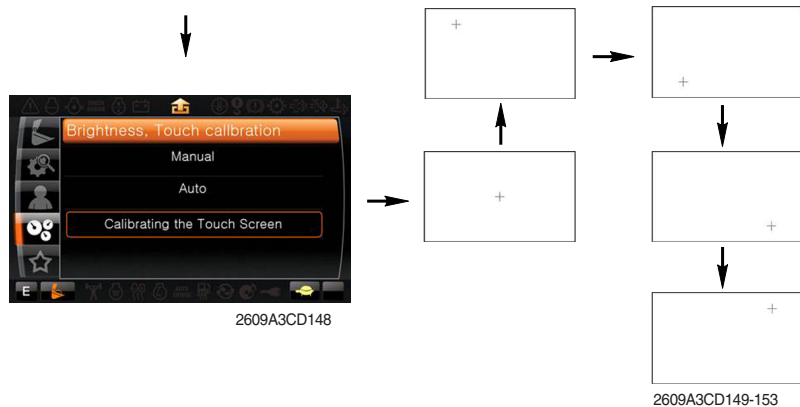 Brightness, Touch callbration
Manual
Auto
Calibrating the Touch Screen
E
2609A3CD148
2609A3CD149-153